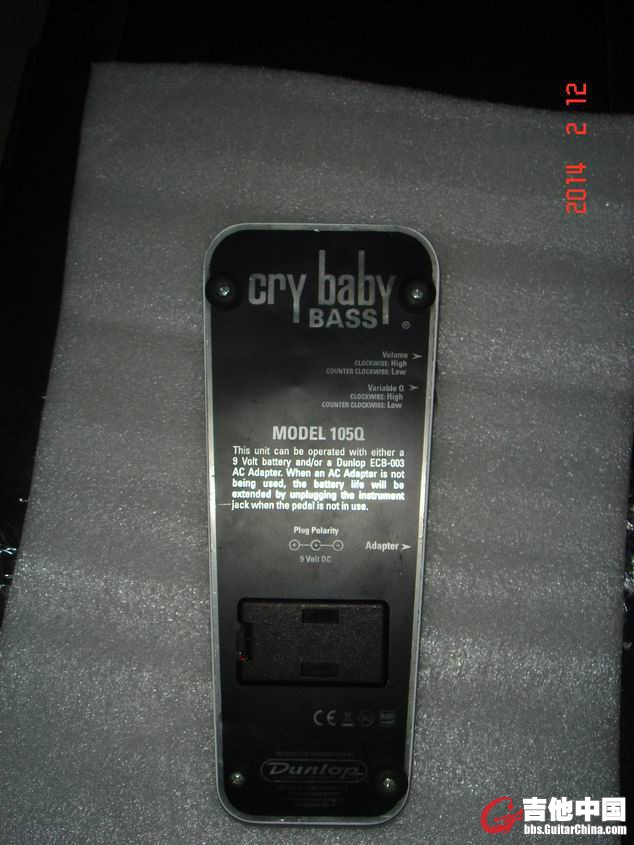 2014 2 12
cry baby
BASS ®
Volume
CLOCKWISE: High
COUNTER CLOCKWISE: Low
Variable Q
CLOCKWISE: High
COUNTER CLOCKWISE: Low
MODEL 105Q
This unit can be operated with either a
9 Volt battery and/or a Dunlop ECB-003
AC Adapter. When an AC Adapter is not
being used, the battery life will be
extended by unplugging the instrument
jack when the pedal is not in use.
Plug Polarity
Adapter
9 Volt DC
CE
RoHS
Dunlop
吉他中国
bbs.GuitarChina.com